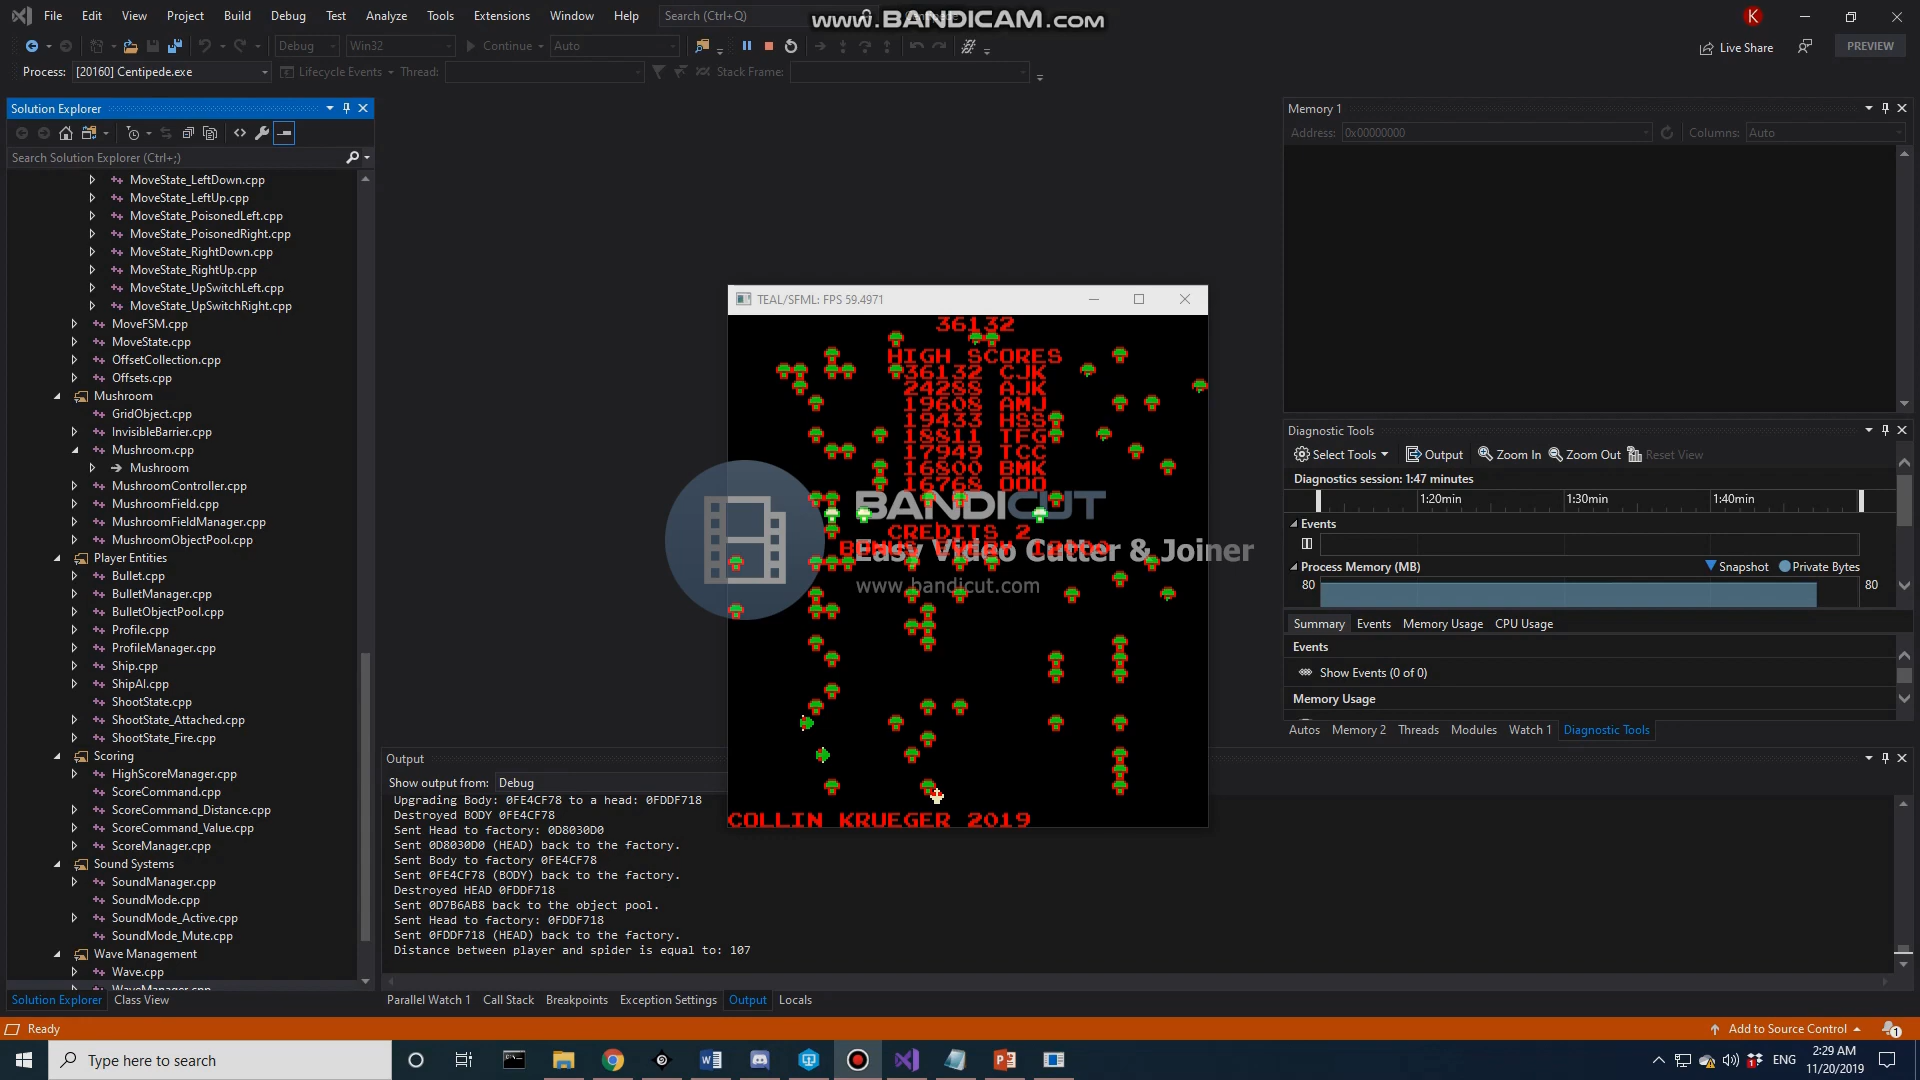 File Edit View Project Build Debug Test Analyze Tools Extensions Window Help Search (Ctrl+Q)
www.BANDICAM.com
K
Debug Win32 Continue Auto
Live Share
PREVIEW
Process: [20160] Centipede.exe Lifecycle Events Thread: Stack Frame:
Solution Explorer
Search Solution Explorer (Ctrl+;)
MoveState_LeftDown.cpp
MoveState_LeftUp.cpp
MoveState_PoisonedLeft.cpp
MoveState_PoisonedRight.cpp
MoveState_RightDown.cpp
MoveState_RightUp.cpp
MoveState_UpSwitchLeft.cpp
MoveState_UpSwitchRight.cpp
MoveFSM.cpp
MoveState.cpp
OffsetCollection.cpp
Offsets.cpp
Mushroom
GridObject.cpp
InvisibleBarrier.cpp
Mushroom.cpp
Mushroom
MushroomController.cpp
MushroomField.cpp
MushroomFieldManager.cpp
MushroomObjectPool.cpp
Player Entities
Bullet.cpp
BulletManager.cpp
BulletObjectPool.cpp
Profile.cpp
ProfileManager.cpp
Ship.cpp
ShipAI.cpp
ShootState.cpp
ShootState_Attached.cpp
ShootState_Fire.cpp
Scoring
HighScoreManager.cpp
ScoreCommand.cpp
ScoreCommand_Distance.cpp
ScoreCommand_Value.cpp
ScoreManager.cpp
Sound Systems
SoundManager.cpp
SoundMode.cpp
SoundMode_Active.cpp
SoundMode_Mute.cpp
Wave Management
Wave.cpp
WaveManager.cpp
Solution Explorer Class View
TEAL/SFML: FPS 59.4971
36132
HIGH SCORES
36132 CJK
24288 AJK
19608 AMJ
19433 HSS
18811 TFG
17949 TCC
16800 BMK
16768 OOO
CREDITS 2
BONUS EVERY 12000
COLLIN KRUEGER 2019
BANDICUT
Easy Video Cutter & Joiner
www.bandicut.com
Output
Show output from: Debug
Upgrading Body: 0FE4CF78 to a head: 0FDDF718
Destroyed BODY 0FE4CF78
Sent Head to factory: 0D8030D0
Sent 0D8030D0 (HEAD) back to the factory.
Sent Body to factory 0FE4CF78
Sent 0FE4CF78 (BODY) back to the factory.
Destroyed HEAD 0FDDF718
Sent 0D7B6AB8 back to the object pool.
Sent Head to factory: 0FDDF718
Sent 0FDDF718 (HEAD) back to the factory.
Distance between player and spider is equal to: 107
Parallel Watch 1 Call Stack Breakpoints Exception Settings Output Locals
Memory 1
Address: 0x00000000 Columns: Auto
Diagnostic Tools
Select Tools Output Zoom In Zoom Out Reset View
Diagnostics session: 1:47 minutes
1:20min 1:30min 1:40min
Events
Process Memory (MB) Snapshot Private Bytes
80 80
Summary Events Memory Usage CPU Usage
Events
Show Events (0 of 0)
Memory Usage
Autos Memory 2 Threads Modules Watch 1 Diagnostic Tools
Ready
Add to Source Control
1
Type here to search
ENG
2:29 AM
11/20/2019